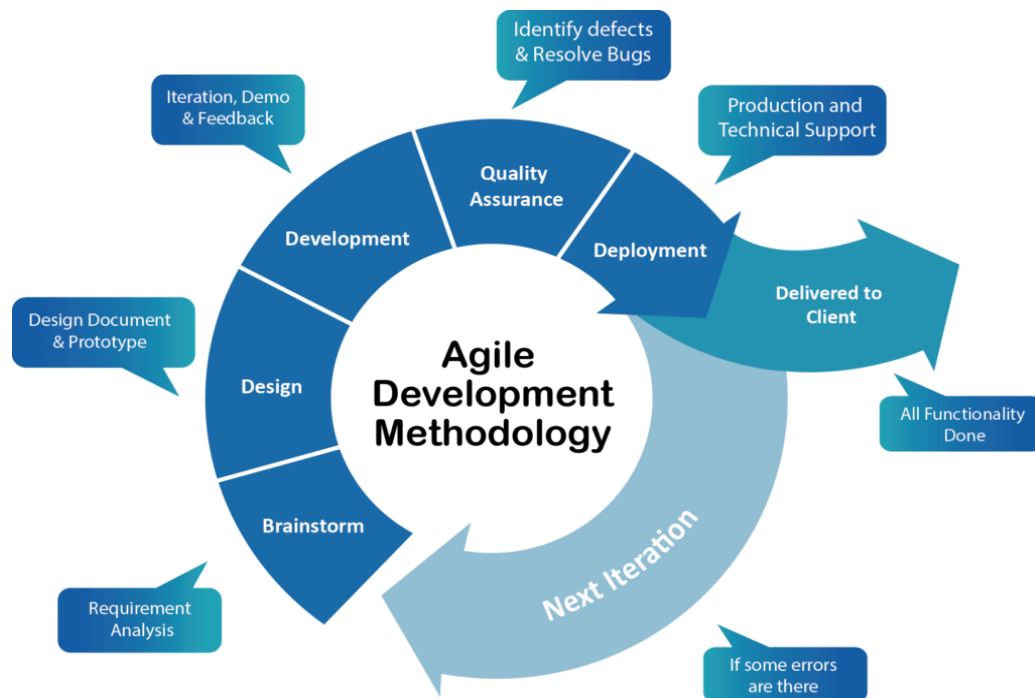 Identify defects
& Resolve Bugs
Iteration, Demo
& Feedback
Production and
Technical Support
Quality
Assurance
Development
Deployment
Delivered to
Client
Design Document
& Prototype
Design
Agile
Development
Methodology
All Functionality
Done
Brainstorm
Next Iteration
Requirement
Analysis
If some errors
are there